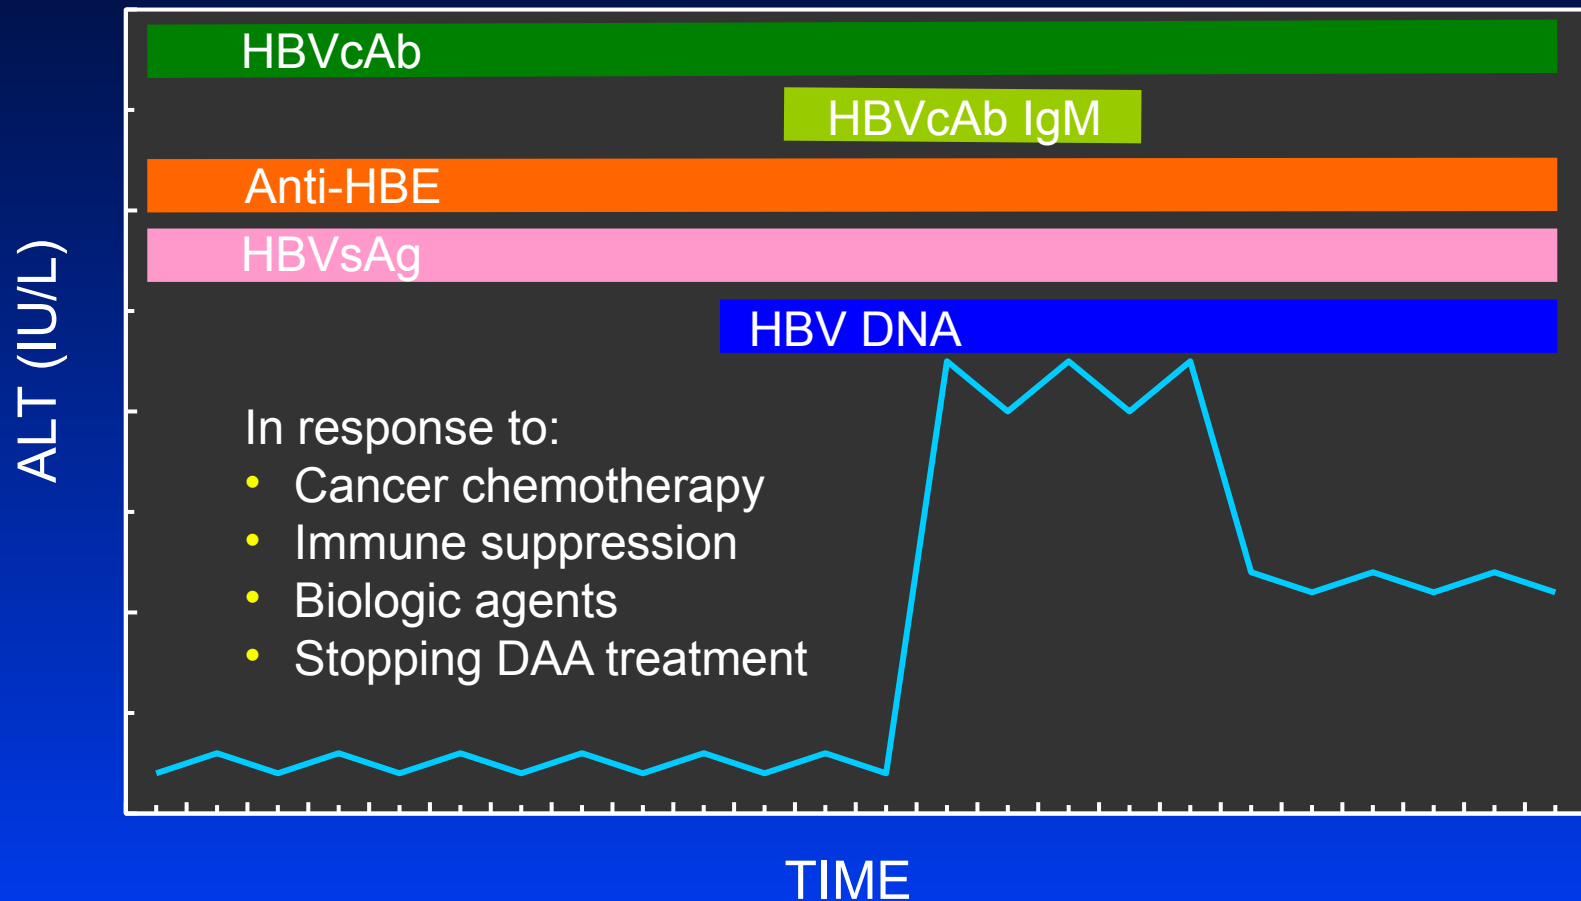 HBVcAb
HBVcAb IgM
Anti-HBE
HBVsAg
HBV DNA
ALT (IU/L)
In response to:
• Cancer chemotherapy
• Immune suppression
• Biologic agents
• Stopping DAA treatment
TIME